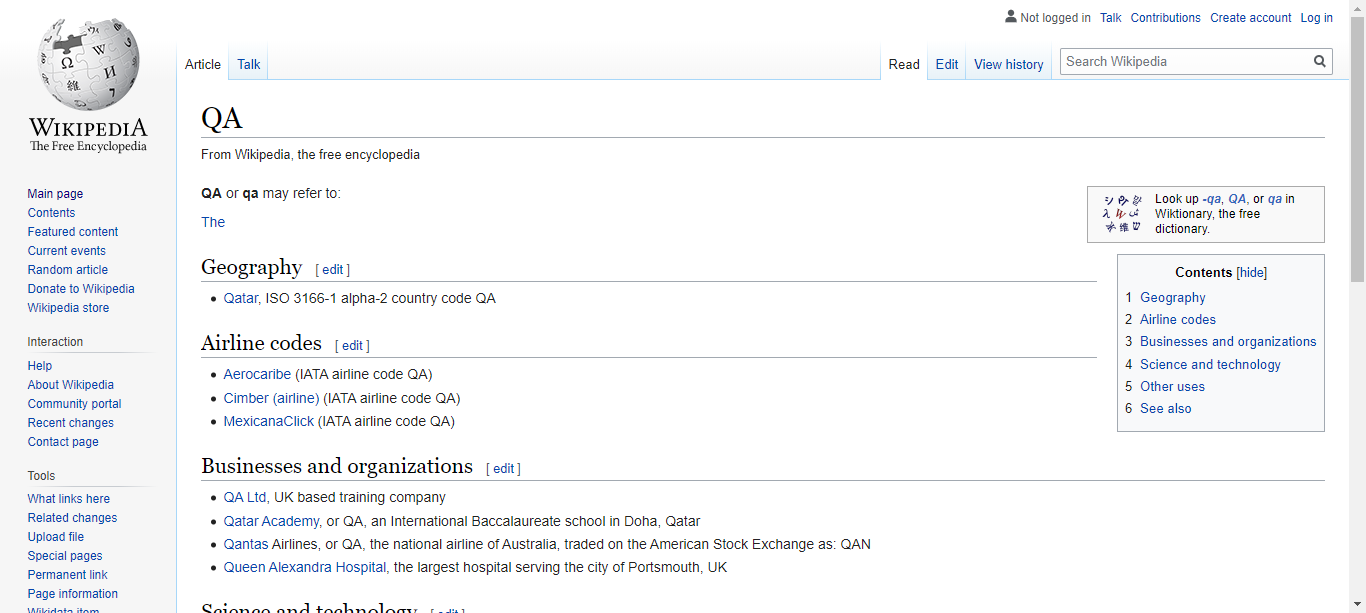 Not logged in Talk Contributions Create account Log in
Article Talk Read Edit View history Search Wikipedia
WIKIPEDIA
The Free Encyclopedia
Main page
Contents
Featured content
Current events
Random article
Donate to Wikipedia
Wikipedia store
Interaction
Help
About Wikipedia
Community portal
Recent changes
Contact page
Tools
What links here
Related changes
Upload file
Special pages
Permanent link
Page information
Wikidata item
QA
From Wikipedia, the free encyclopedia
QA or qa may refer to:
The
Look up -qa, QA, or qa in
Wiktionary, the free
dictionary.
Contents [hide]
1 Geography
2 Airline codes
3 Businesses and organizations
4 Science and technology
5 Other uses
6 See also
Geography [ edit ]
• Qatar, ISO 3166-1 alpha-2 country code QA
Airline codes [ edit ]
• Aerocaribe (IATA airline code QA)
• Cimber (airline) (IATA airline code QA)
• MexicanaClick (IATA airline code QA)
Businesses and organizations [ edit ]
• QA Ltd, UK based training company
• Qatar Academy, or QA, an International Baccalaureate school in Doha, Qatar
• Qantas Airlines, or QA, the national airline of Australia, traded on the American Stock Exchange as: QAN
• Queen Alexandra Hospital, the largest hospital serving the city of Portsmouth, UK
Science and technology [ edit ]